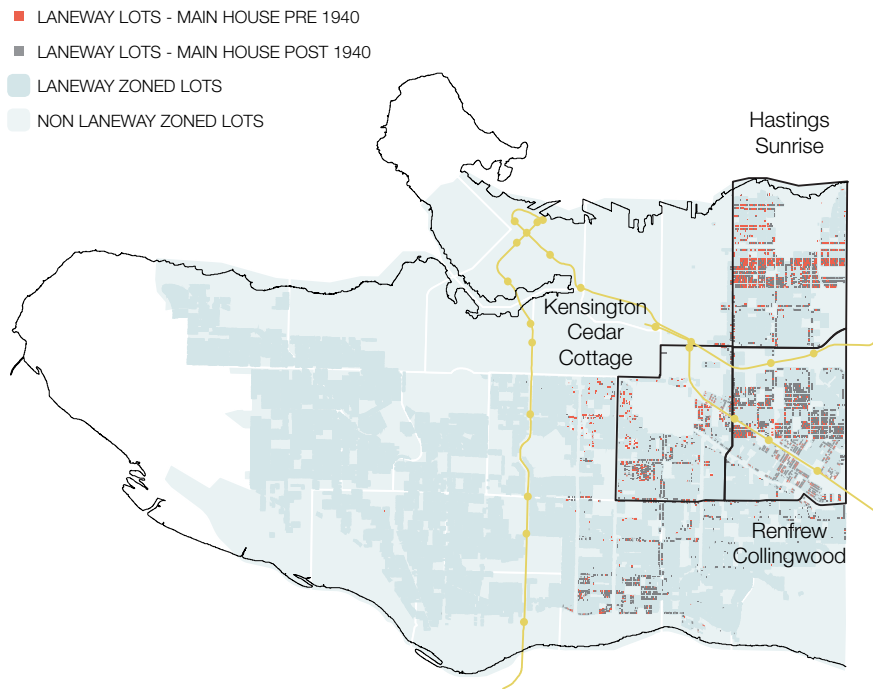 LANEWAY LOTS - MAIN HOUSE PRE 1940
LANEWAY LOTS - MAIN HOUSE POST 1940
LANEWAY ZONED LOTS
NON LANEWAY ZONED LOTS
Hastings
Sunrise
Kensington
Cedar
Cottage
Renfrew
Collingwood